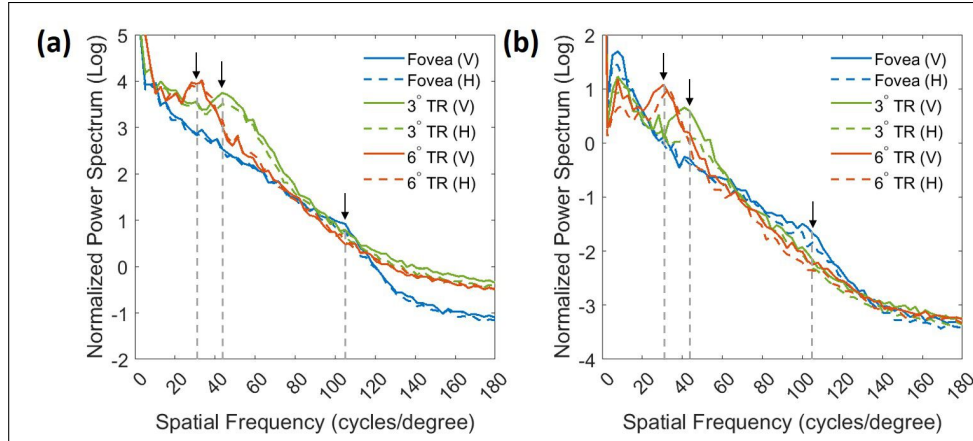 (a)
Normalized Power Spectrum (Log)
5
4
3
2
1
0
-1
-2
0
20
40
60
80
100
120
140
160
180
Spatial Frequency (cycles/degree)
Fovea (V)
Fovea (H)
3° TR (V)
3° TR (H)
6° TR (V)
6° TR (H)
(b)
Normalized Power Spectrum (Log)
2
1
0
-1
-2
-3
-4
0
20
40
60
80
100
120
140
160
180
Spatial Frequency (cycles/degree)
Fovea (V)
Fovea (H)
3° TR (V)
3° TR (H)
6° TR (V)
6° TR (H)